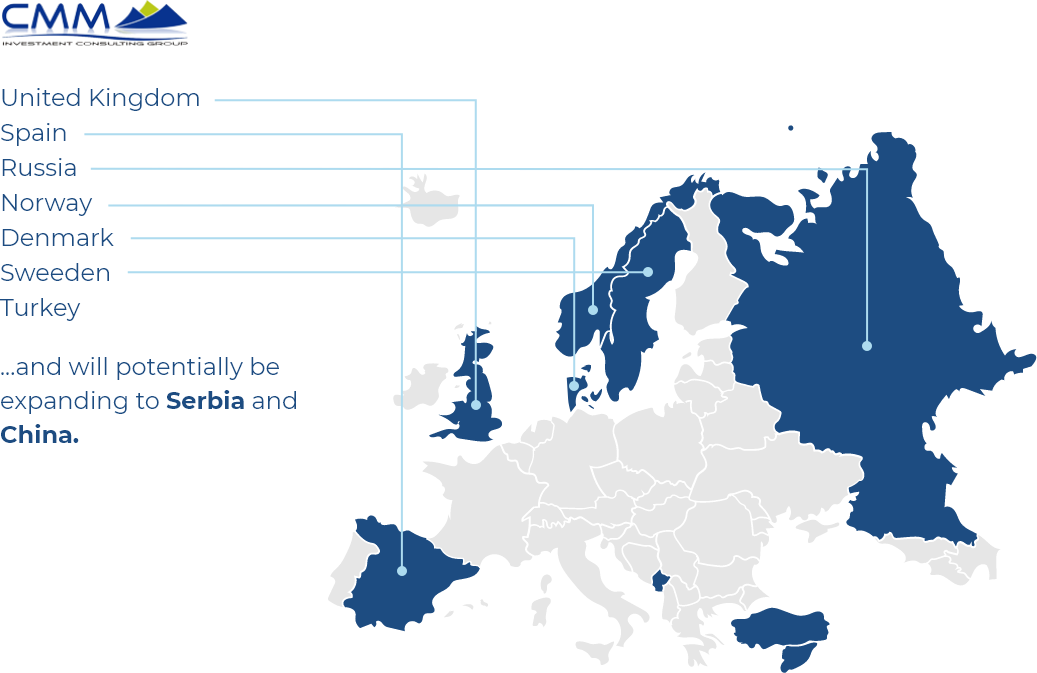 CMM
INVESTMENT CONSULTING GROUP
United Kingdom
Spain
Russia
Norway
Denmark
Sweeden
Turkey
...and will potentially be
expanding to Serbia and
China.